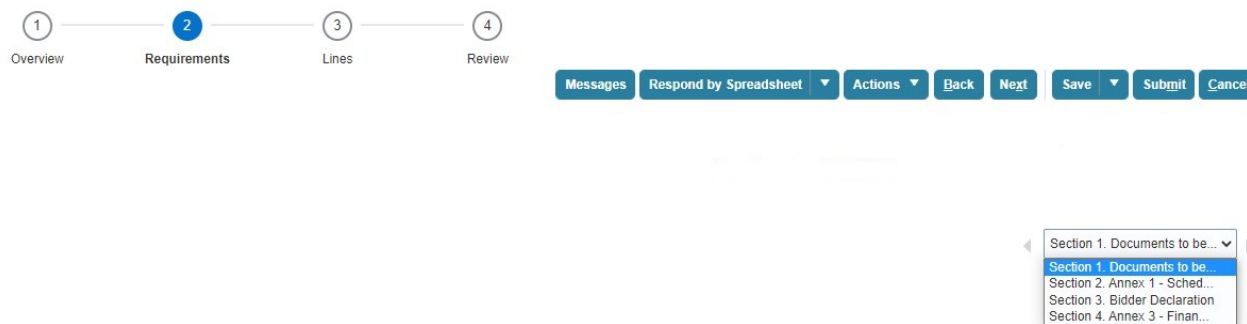 1 2 3 4
Overview Requirements Lines Review
Messages Respond by Spreadsheet Actions Back Next Save Submit Cance
Section 1. Documents to be...
Section 1. Documents to be...
Section 2. Annex 1 - Sched...
Section 3. Bidder Declaration
Section 4. Annex 3 - Finan...